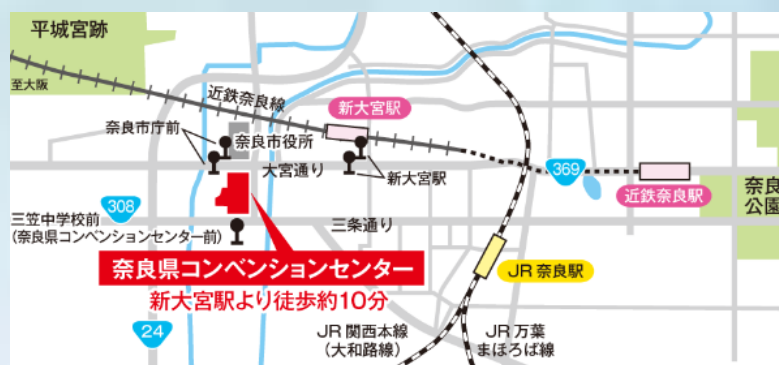 平城宮跡
至大阪
近鉄奈良線
新大宮駅
奈良市庁前
奈良市役所
大宮通り
新大宮駅
369
近鉄奈良駅
奈良
公園
308
三笠中学校前
(奈良県コンベンションセンター前)
三条通り
奈良県コンベンションセンター
新大宮駅より徒歩約10分
JR奈良駅
24
JR関西本線
(大和路線)
JR万葉
まほろば線